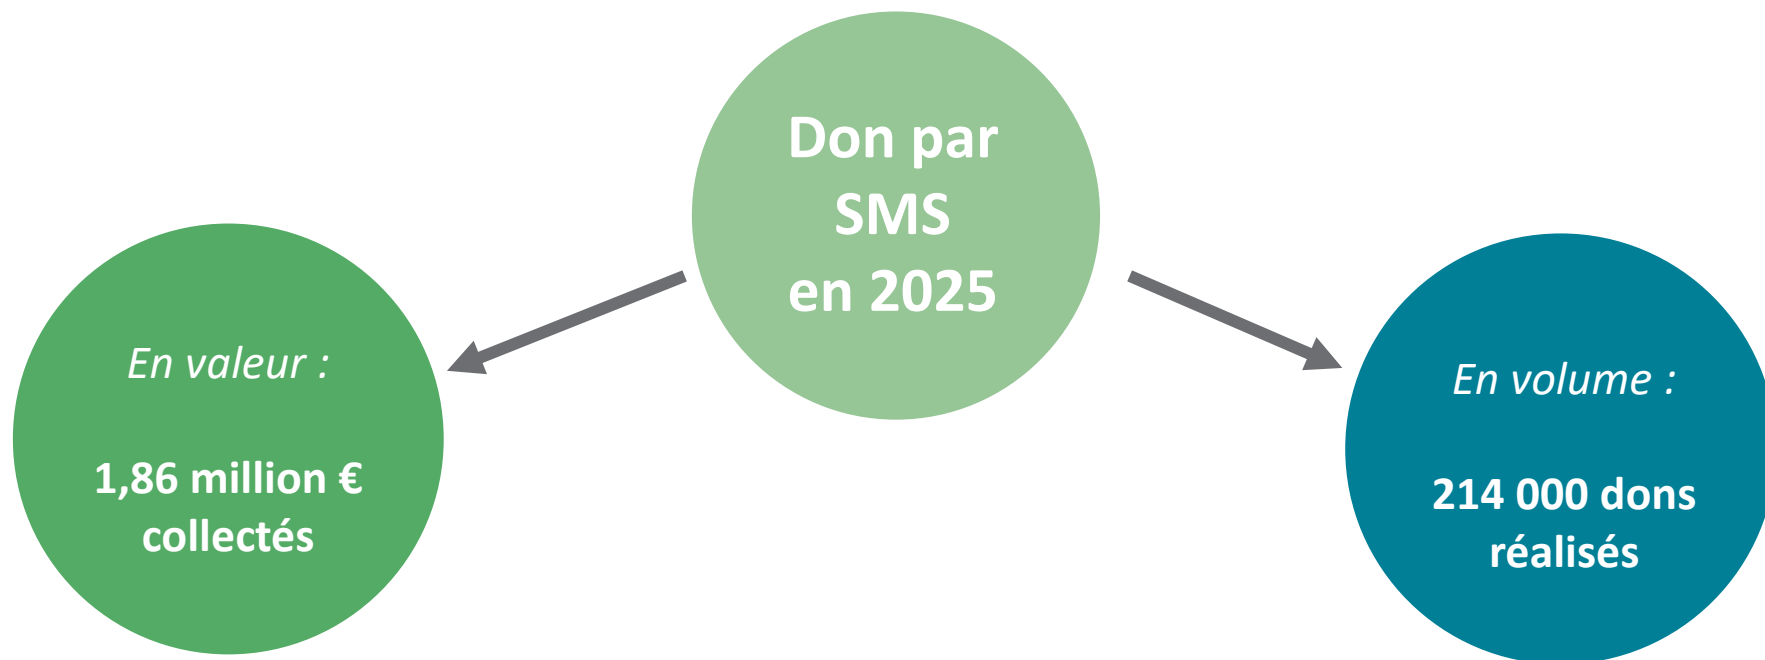 Don par
SMS
en 2025
En valeur :
1,86 million €
collectés
En volume :
214 000 dons
réalisés